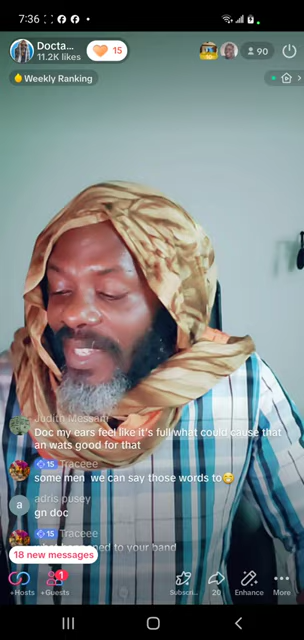 7:36
Docta...
11.2K likes
15
90
Weekly Ranking
Judith Messam
Doc my ears feel like it's full what could cause that
an wats good for that
15 Traceee
some men we can say those words to😁
a
adris pusey
gn doc
15 Traceee
to your band
18 new messages
1
+Hosts
+Guests
Subscri...
20
Enhance
More